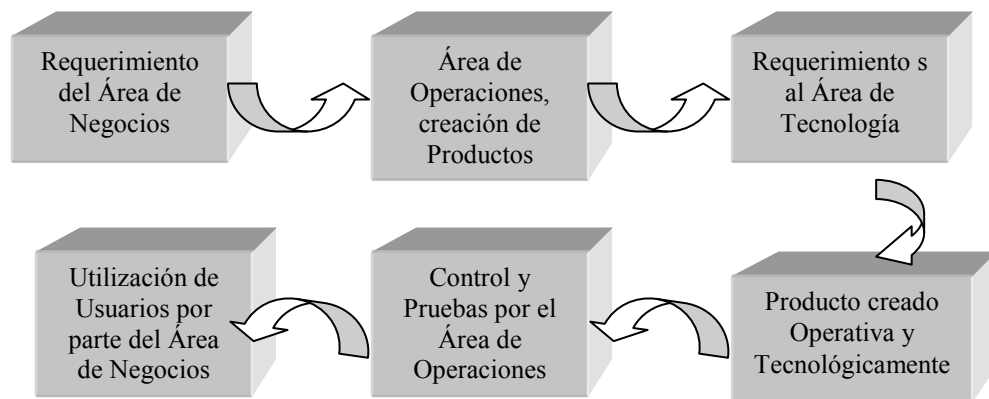 Requerimiento
del Área de
Negocios
Área de
Operaciones,
creación de
Productos
Requerimiento s
al Área de
Tecnología
Producto creado
Operativa y
Tecnológicamente
Control y
Pruebas por el
Área de
Operaciones
Utilización de
Usuarios por
parte del Área
de Negocios